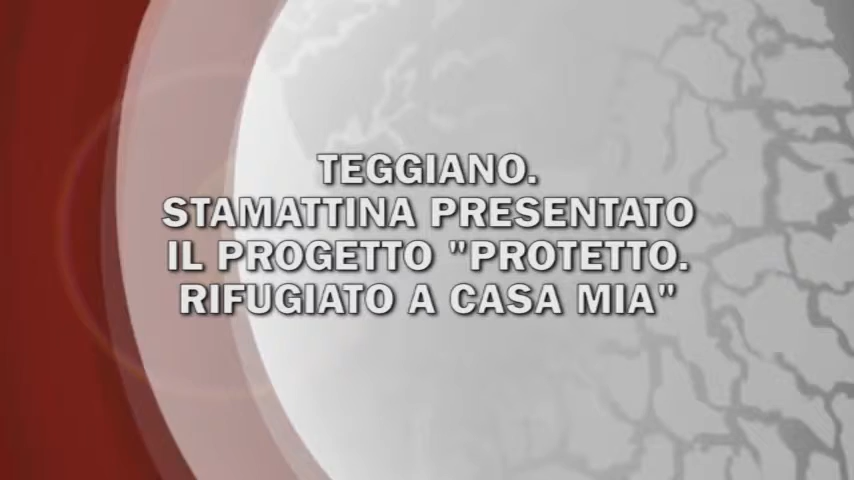 TEGGIANO.
STAMATTINA PRESENTATO
IL PROGETTO "PROTETTO.
RIFUGIATO A CASA MIA"